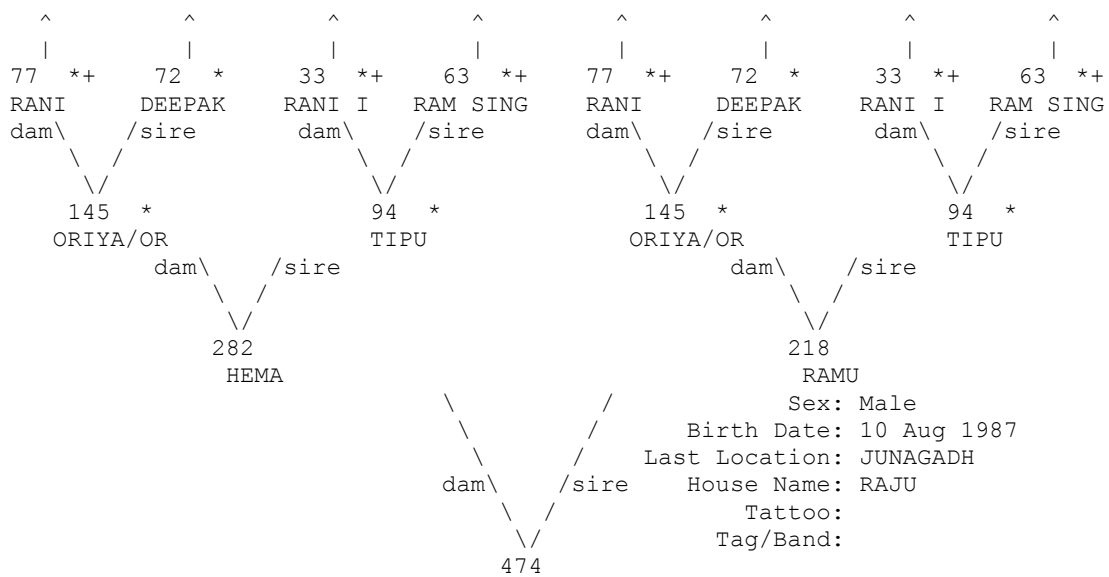 ^ ^ ^ ^ ^ ^ ^ ^
| | | | | | | |
77 *+ 72 * 33 *+ 63 *+ 77 *+ 72 * 33 *+ 63 *+
RANI DEEPAK RANI I RAM SING RANI DEEPAK RANI I RAM SING
dam\ /sire dam\ /sire dam\ /sire dam\ /sire
\ / \ / \ / \ /
\/ \/ \/ \/
145 * 94 * 145 * 94 *
ORIYA/OR TIPU ORIYA/OR TIPU
dam\ /sire dam\ /sire
\ / \ /
\/ \/
282 218
HEMA RAMU
\ / Sex: Male
\ / Birth Date: 10 Aug 1987
\ / Last Location: JUNAGADH
dam\ /sire House Name: RAJU
\ / Tattoo:
\/ Tag/Band:
474